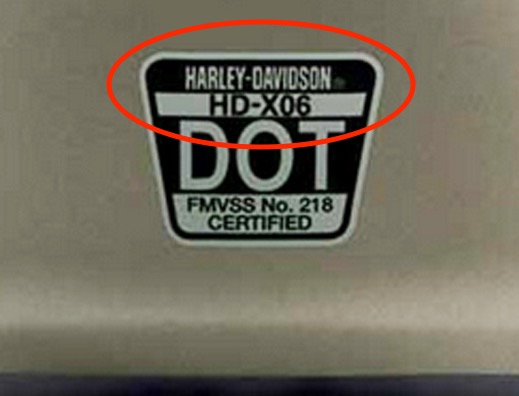 HARLEY-DAVIDSON
HD-X06
DOT
FMVSS No. 218
CERTIFIED